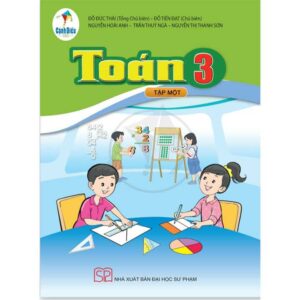 ĐỖ ĐỨC THÁI (Tổng Chủ biên) – ĐỖ TIẾN ĐẠT (Chủ biên)
NGUYỄN HOÀI ANH – TRẦN THUÝ NGÀ – NGUYỄN THỊ THANH SƠN
Cánh Diều
Toán 3
TẬP MỘT
NHÀ XUẤT BẢN ĐẠI HỌC SƯ PHẠM